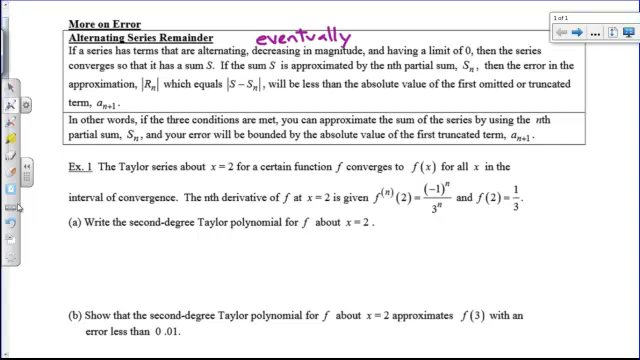 More on Error
1 of 1
Alternating Series Remainder
eventually
If a series has terms that are alternating, decreasing in magnitude, and having a limit of 0, then the series
converges so that it has a sum S. If the sum S is approximated by the nth partial sum, Sₙ, then the error in the
approximation, |Rₙ| which equals |S − Sₙ|, will be less than the absolute value of the first omitted or truncated
term, aₙ₊₁.
In other words, if the three conditions are met, you can approximate the sum of the series by using the nth
partial sum, Sₙ, and your error will be bounded by the absolute value of the first truncated term, aₙ₊₁
Ex. 1 The Taylor series about x = 2 for a certain function f converges to f(x) for all x in the
interval of convergence. The nth derivative of f at x = 2 is given f⁽ⁿ⁾(2) = (−1)ⁿ/3ⁿ and f(2) = 1/3.
(a) Write the second-degree Taylor polynomial for f about x = 2 .
(b) Show that the second-degree Taylor polynomial for f about x = 2 approximates f(3) with an
error less than 0 .01.